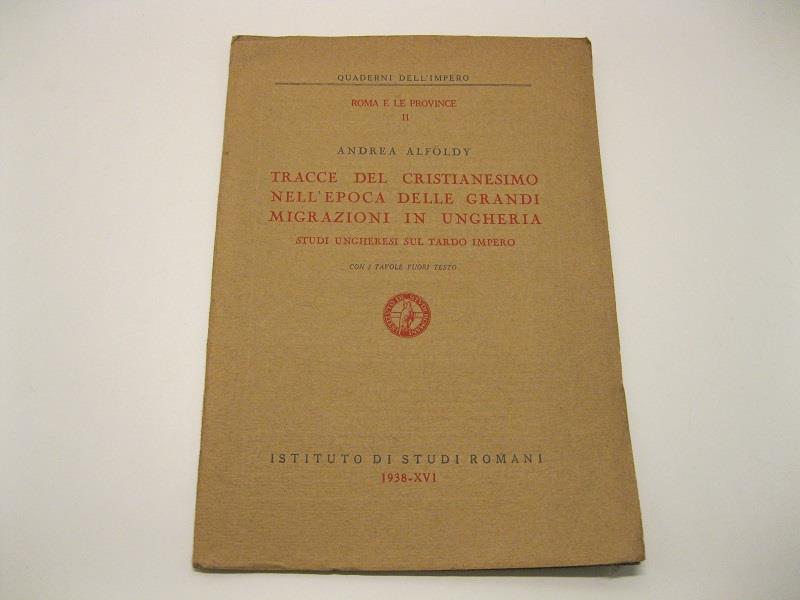 QUADERNI DELL'IMPERO
ROMA E LE PROVINCE
II
ANDREA ALFÖLDY
TRACCE DEL CRISTIANESIMO
NELL'EPOCA DELLE GRANDI
MIGRAZIONI IN UNGHERIA
STUDI UNGHERESI SUL TARDO IMPERO
CON 2 TAVOLE FUORI TESTO
ISTITUTO DI STUDI ROMANI
1938-XVI